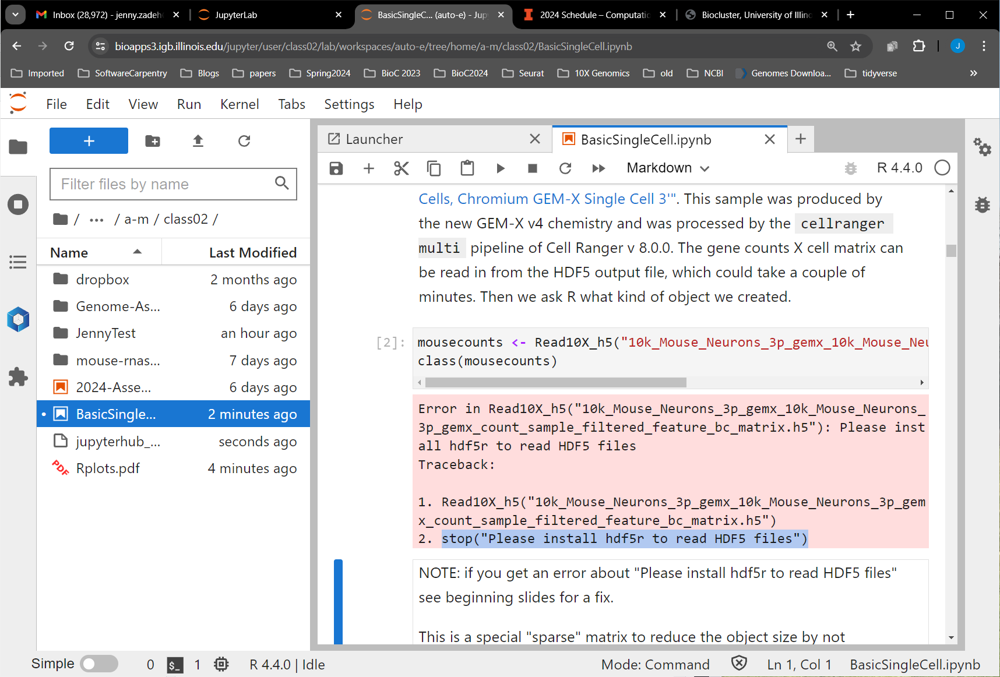 Inbox (28,972) - jenny.zadeh
JupyterLab
BasicSingleC... (auto-e) - Jup
2024 Schedule – Computatio
Biocluster, University of Illino
bioapps3.igb.illinois.edu/jupyter/user/class02/lab/workspaces/auto-e/tree/home/a-m/class02/BasicSingleCell.ipynb
J
Imported
SoftwareCarpentry
Blogs
papers
Spring2024
BioC 2023
BioC2024
Seurat
10X Genomics
old
NCBI
Genomes Downloa...
tidyverse
»
File Edit View Run Kernel Tabs Settings Help
Filter files by name
/ ··· / a-m / class02 /
Name Last Modified
dropbox 2 months ago
Genome-As... 6 days ago
JennyTest an hour ago
mouse-rnas... 7 days ago
2024-Asse... 6 days ago
• BasicSingle... 2 minutes ago
jupyterhub_... seconds ago
PDF Rplots.pdf 4 minutes ago
Launcher
BasicSingleCell.ipynb
Markdown
R 4.4.0
Cells, Chromium GEM-X Single Cell 3'". This sample was produced by
the new GEM-X v4 chemistry and was processed by the cellranger
multi pipeline of Cell Ranger v 8.0.0. The gene counts X cell matrix can
be read in from the HDF5 output file, which could take a couple of
minutes. Then we ask R what kind of object we created.
[2]: mousecounts <- Read10X_h5("10k_Mouse_Neurons_3p_gemx_10k_Mouse_Neu
class(mousecounts)
Error in Read10X_h5("10k_Mouse_Neurons_3p_gemx_10k_Mouse_Neurons_
3p_gemx_count_sample_filtered_feature_bc_matrix.h5"): Please inst
all hdf5r to read HDF5 files
Traceback:
1. Read10X_h5("10k_Mouse_Neurons_3p_gemx_10k_Mouse_Neurons_3p_gem
x_count_sample_filtered_feature_bc_matrix.h5")
2. stop("Please install hdf5r to read HDF5 files")
NOTE: if you get an error about "Please install hdf5r to read HDF5 files"
see beginning slides for a fix.
This is a special "sparse" matrix to reduce the object size by not
Simple 0 $_ 1 R 4.4.0 | Idle Mode: Command Ln 1, Col 1 BasicSingleCell.ipynb